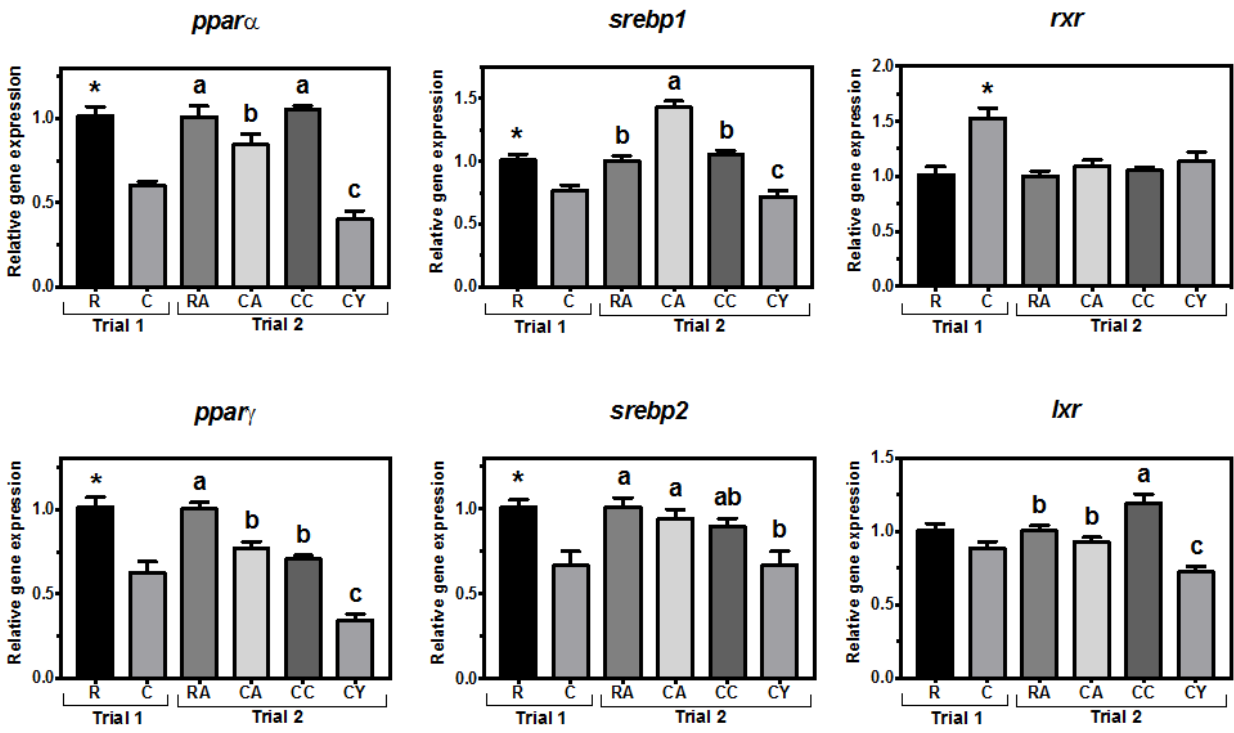 pparα
Relative gene expression
1.0
0.5
0.0
* a b a c
R C RA CA CC CY
Trial 1 Trial 2
srebp1
Relative gene expression
1.5
1.0
0.5
0.0
* b a b c
R C RA CA CC CY
Trial 1 Trial 2
rxr
Relative gene expression
2.0
1.5
1.0
0.5
0.0
*
R C RA CA CC CY
Trial 1 Trial 2
pparγ
Relative gene expression
1.0
0.5
0.0
* a b b c
R C RA CA CC CY
Trial 1 Trial 2
srebp2
Relative gene expression
1.0
0.5
0.0
* a a ab b
R C RA CA CC CY
Trial 1 Trial 2
lxr
Relative gene expression
1.5
1.0
0.5
0.0
b b a c
R C RA CA CC CY
Trial 1 Trial 2